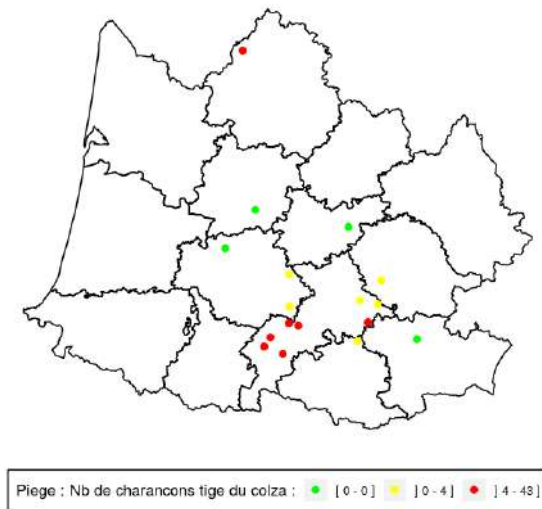 Piege : Nb de charancons tige du colza : [ 0 - 0 ] ] 0 - 4 ] ] 4 - 43 ]